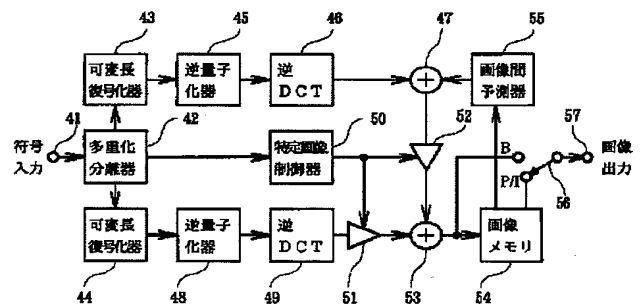 43
45
46
47
55
可変長
復号化器
逆量子
化器
逆
DCT
画像間
予測器
符号
入力
41
多重化
分離器
42
特定画像
制御器
50
52
B
P/I
56
57
画像
出力
可変長
復号化器
逆量子
化器
逆
DCT
画像
メモリ
44
48
49
51
53
54